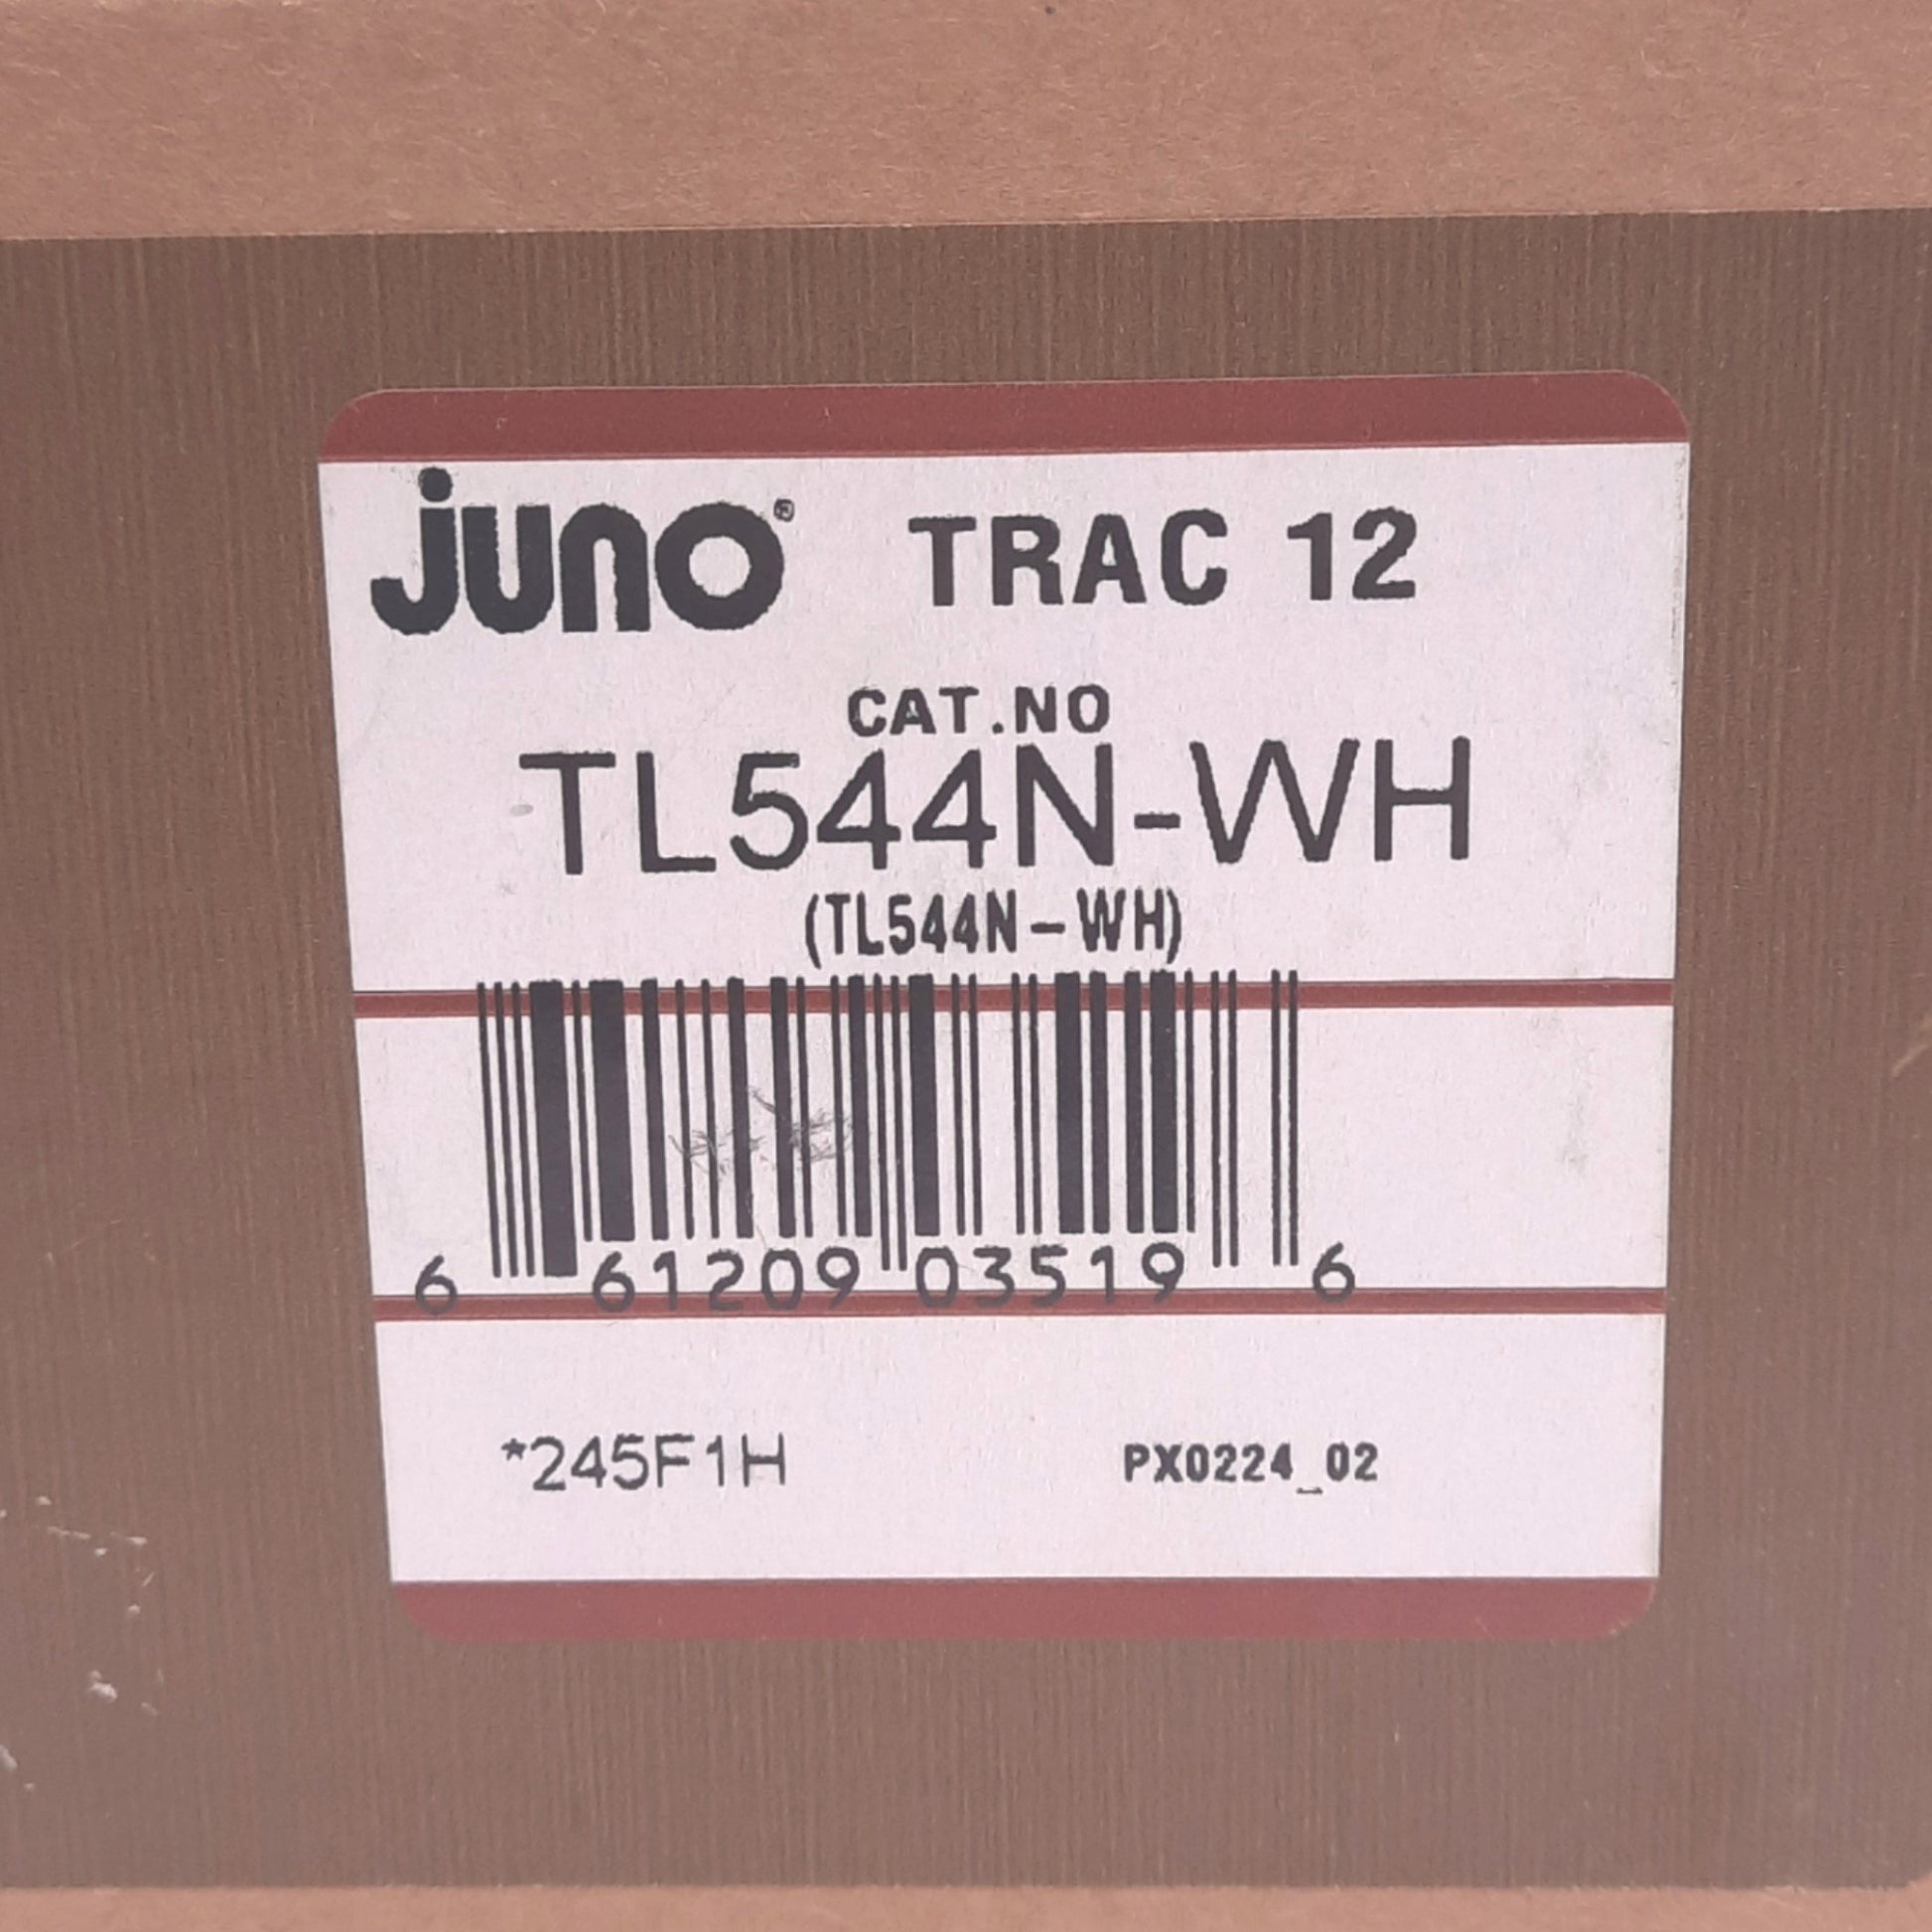 juno® TRAC 12
CAT.NO
TL544N-WH
(TL544N-WH)
6 61209 03519 6
*245F1H PX0224_02